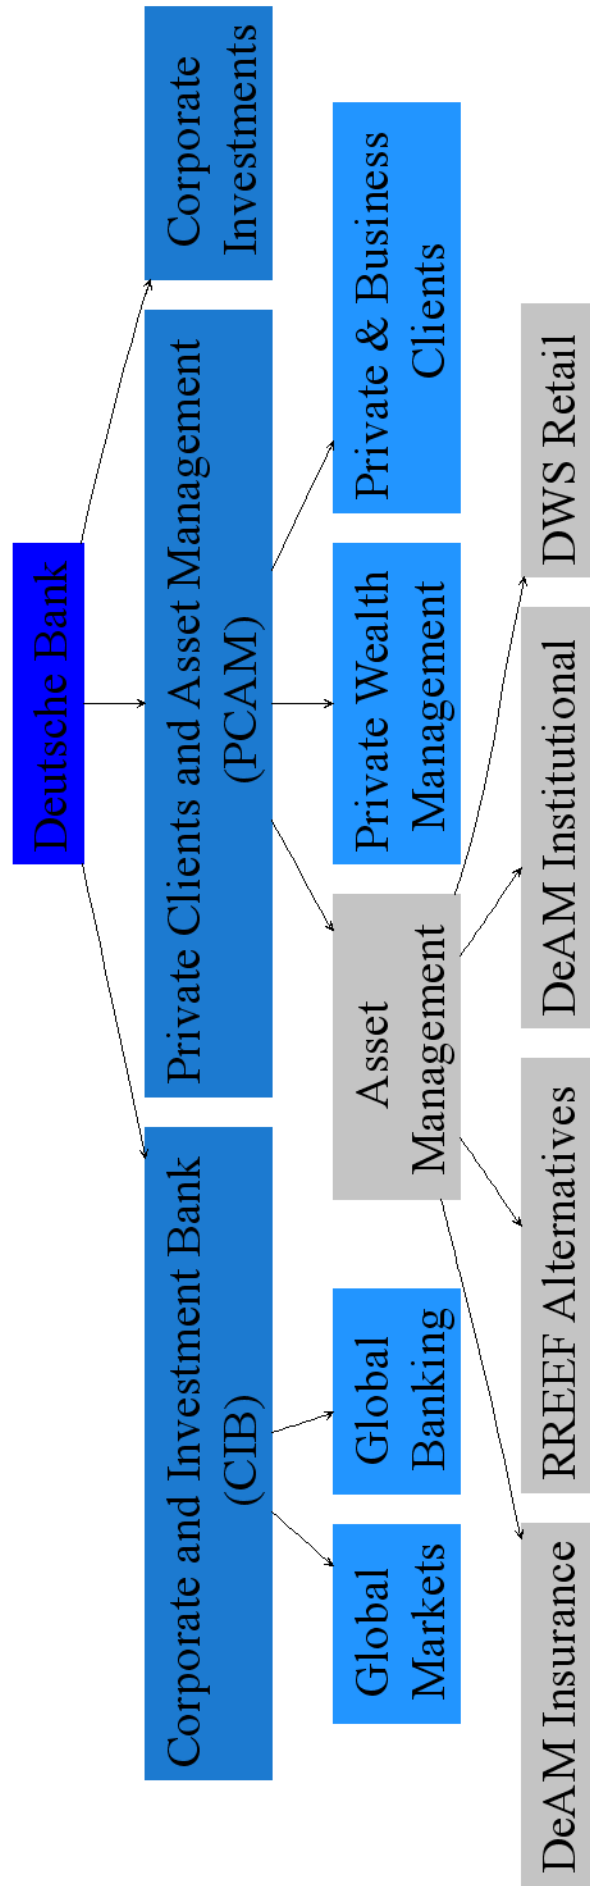 Deutsche Bank
Corporate and Investment Bank
(CIB)
Private Clients and Asset Management
(PCAM)
Corporate
Investments
Global
Markets
Global
Banking
Asset
Management
Private Wealth
Management
Private & Business
Clients
DeAM Insurance
RREEF Alternatives
DeAM Institutional
DWS Retail